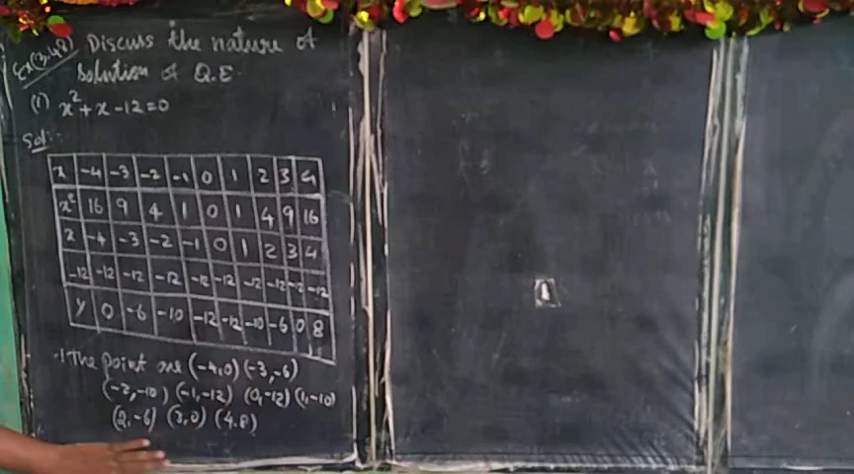 Ex(3.48) Discuss the nature of
solution of Q.E.
(i) x²+x-12=0
Sol:-
x -4 -3 -2 -1 0 1 2 3 4
x² 16 9 4 1 0 1 4 9 16
x -4 -3 -2 -1 0 1 2 3 4
-12 -12 -12 -12 -12 -12 -12 -12 -12 -12
y 0 -6 -10 -12 -12 -10 -6 0 8
The point are (-4,0) (-3,-6)
(-2,-10) (-1,-12) (0,-12) (1,-10)
(2,-6) (3,0) (4,8)